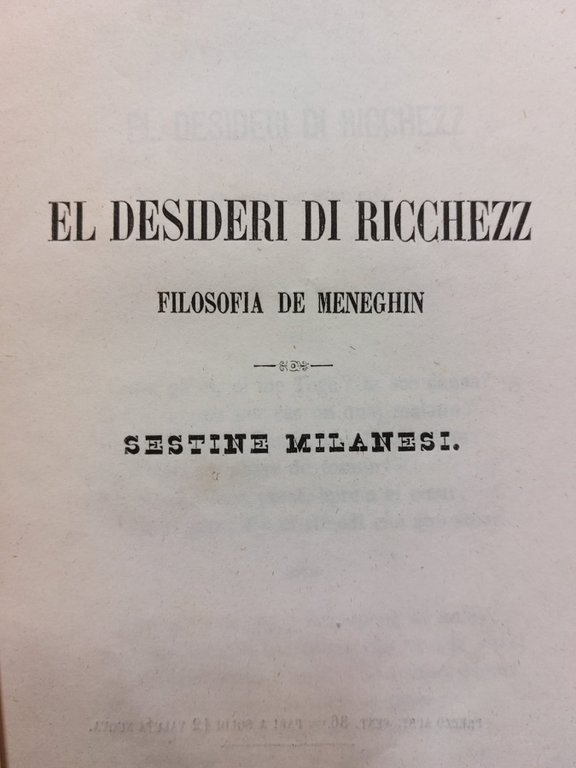 EL DESIDERI DI RICCHEZZ
FILOSOFIA DE MENEGHIN
SESTINE MILANESI.